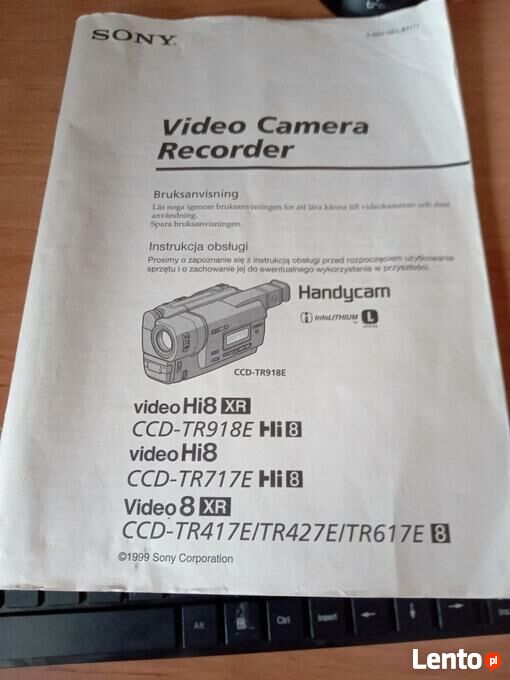 SONY
Video Camera
Recorder
Bruksanvisning
Läs noga igenom bruksanvisningen for att lära känna till videokameran och dess
användning.
Spara bruksanvisningen.
Instrukcja obsługi
Prosimy o zapoznanie się z instrukcją obsługi przed rozpoczęciem użytkowania
sprzętu i o zachowanie jej do ewentualnego wykorzystania w przyszłości.
Handycam
InfoLITHIUM L
CCD-TR918E
video Hi8 XR
CCD-TR918E Hi8
video Hi8
CCD-TR717E Hi8
Video 8 XR
CCD-TR417E/TR427E/TR617E 8
©1999 Sony Corporation
Alt
Ctrl
Insert
Lento.pl